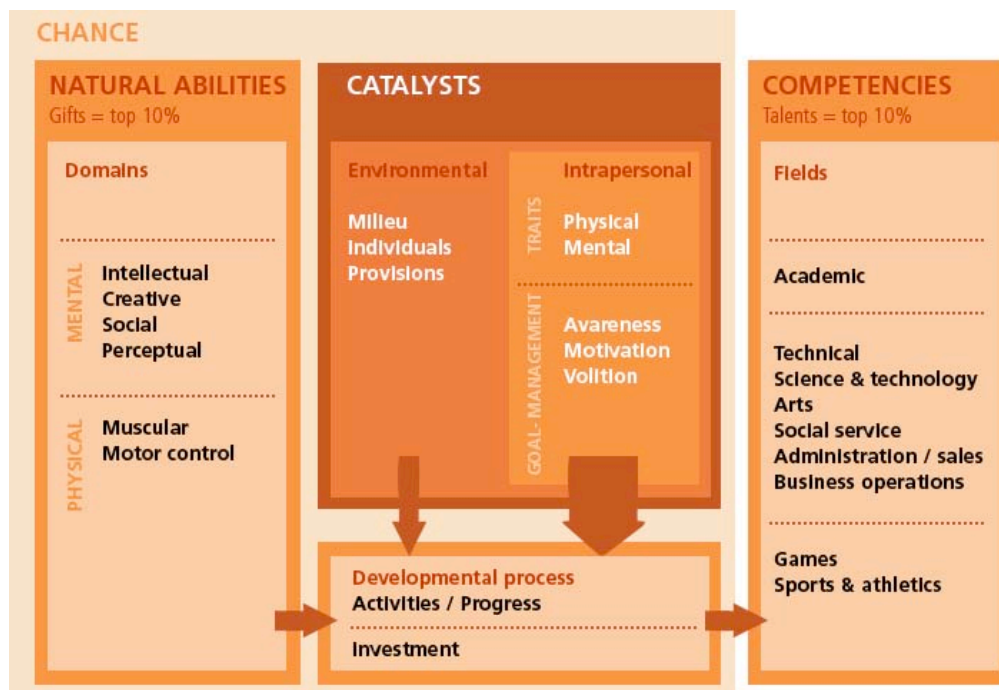 CHANCE
NATURAL ABILITIES
Gifts = top 10%
Domains
MENTAL
Intellectual
Creative
Social
Perceptual
PHYSICAL
Muscular
Motor control
CATALYSTS
Environmental
Milieu
Individuals
Provisions
Intrapersonal
TRAITS
Physical
Mental
GOAL- MANAGEMENT
Avareness
Motivation
Volition
Developmental process
Activities / Progress
Investment
COMPETENCIES
Talents = top 10%
Fields
Academic
Technical
Science & technology
Arts
Social service
Administration / sales
Business operations
Games
Sports & athletics